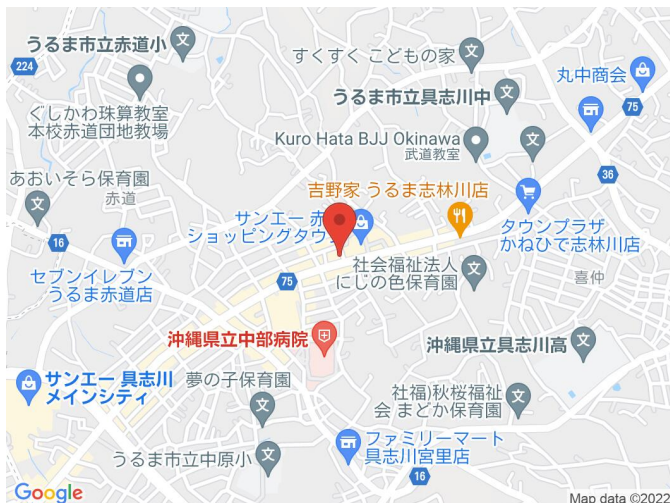 うるま市立赤道小
文
すくすく こどもの家
文
224
丸中商会
ぐしかわ珠算教室
本校赤道団地教場
うるま市立具志川中
文
75
Kuro Hata BJJ Okinawa
武道教室
文
あおいそら保育園
赤道
文
吉野家 うるま志林川店
36
サンエー 赤
ショッピングタウ
タウンプラザ
かねひで志林川店
16
セブンイレブン
うるま赤道店
75
社会福祉法人
にじの色保育園
文
喜仲
沖縄県立中部病院
沖縄県立具志川高
文
サンエー 具志川
メインシティ
夢の子保育園
文
社福)秋桜福祉
会 まどか保育園
文
うるま市立中原小
文
ファミリーマート
具志川宮里店
16
Google
Map data ©2022